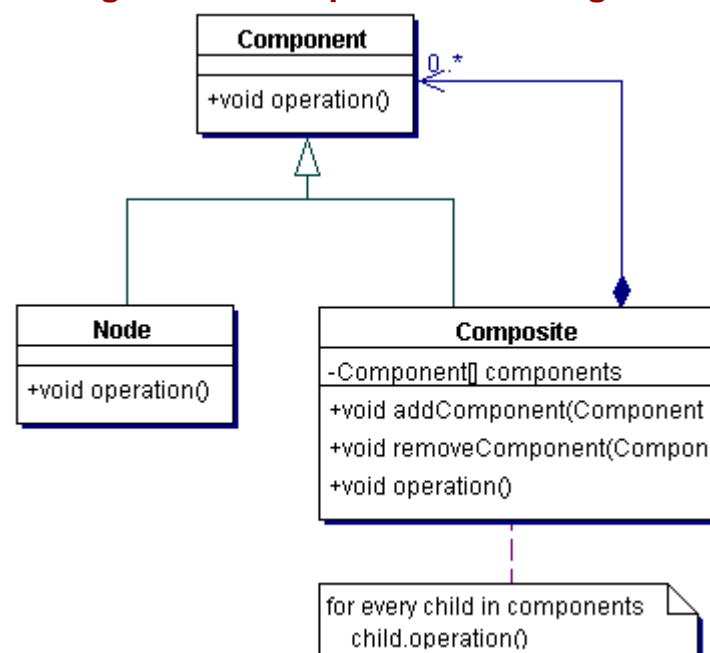 Component
0..*
+void operation()
Node
+void operation()
Composite
-Component[] components
+void addComponent(Component
+void removeComponent(Compon
+void operation()
for every child in components
child.operation()